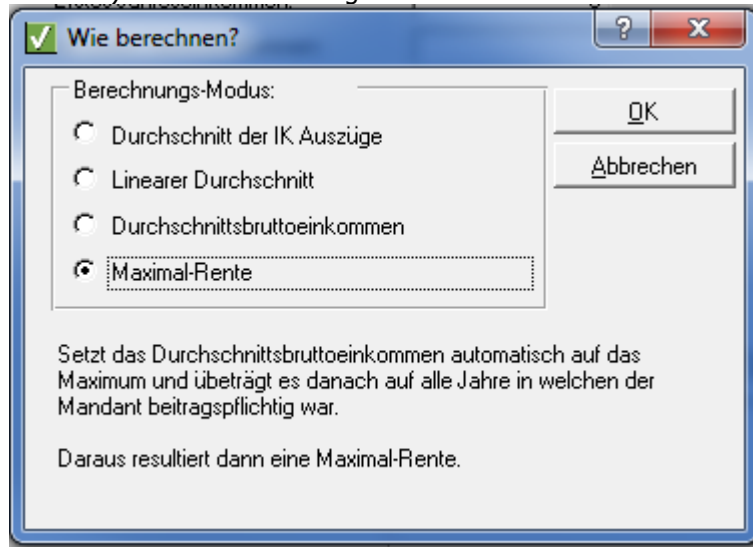 Wie berechnen?
Berechnungs-Modus:
Durchschnitt der IK Auszüge
Linearer Durchschnitt
Durchschnittsbruttoeinkommen
Maximal-Rente
OK
Abbrechen
Setzt das Durchschnittsbruttoeinkommen automatisch auf das
Maximum und übeträgt es danach auf alle Jahre in welchen der
Mandant beitragspflichtig war.
Daraus resultiert dann eine Maximal-Rente.